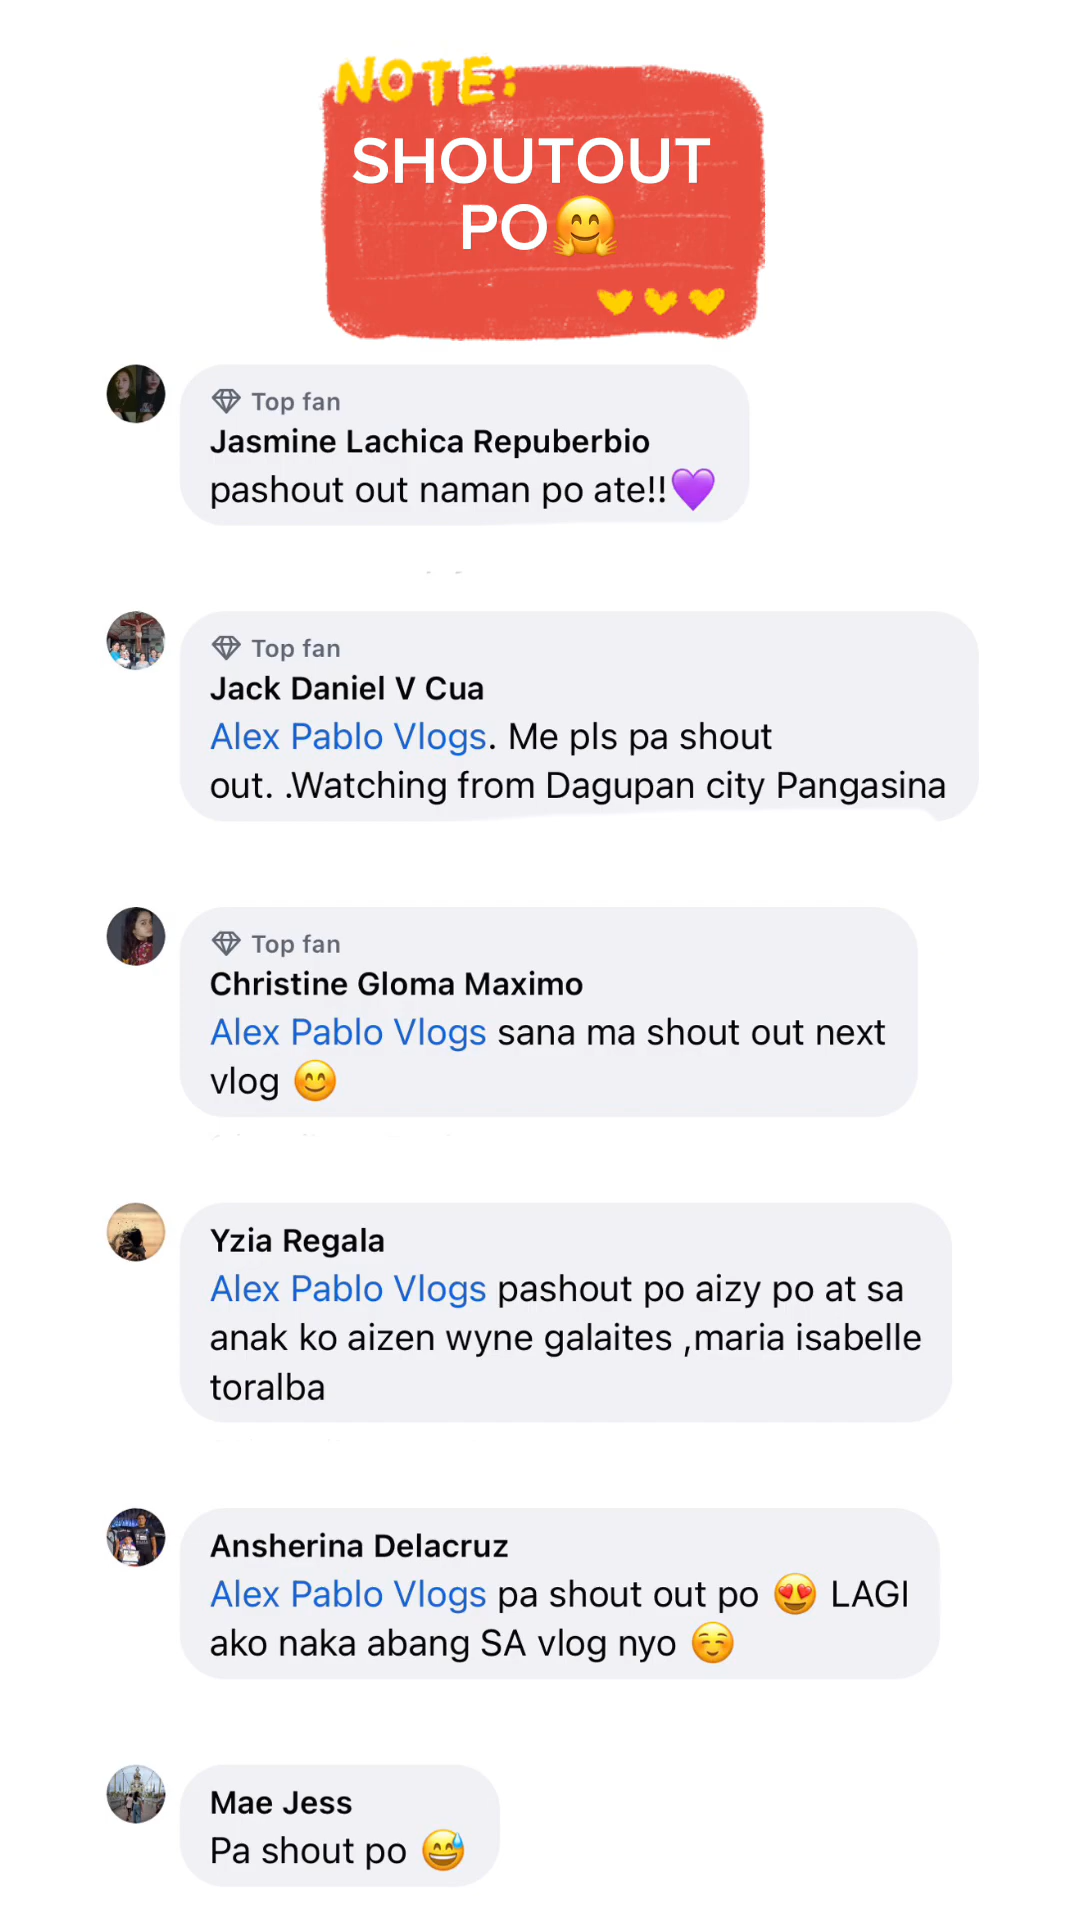 NOTE:
SHOUTOUT
PO🤗
Top fan
Jasmine Lachica Repuberbio
pashout out naman po ate!!💜
Top fan
Jack Daniel V Cua
Alex Pablo Vlogs. Me pls pa shout
out. .Watching from Dagupan city Pangasina
Top fan
Christine Gloma Maximo
Alex Pablo Vlogs sana ma shout out next
vlog 😊
Yzia Regala
Alex Pablo Vlogs pashout po aizy po at sa
anak ko aizen wyne galaites ,maria isabelle
toralba
Ansherina Delacruz
Alex Pablo Vlogs pa shout out po 😍 LAGI
ako naka abang SA vlog nyo ☺️
Mae Jess
Pa shout po 😅